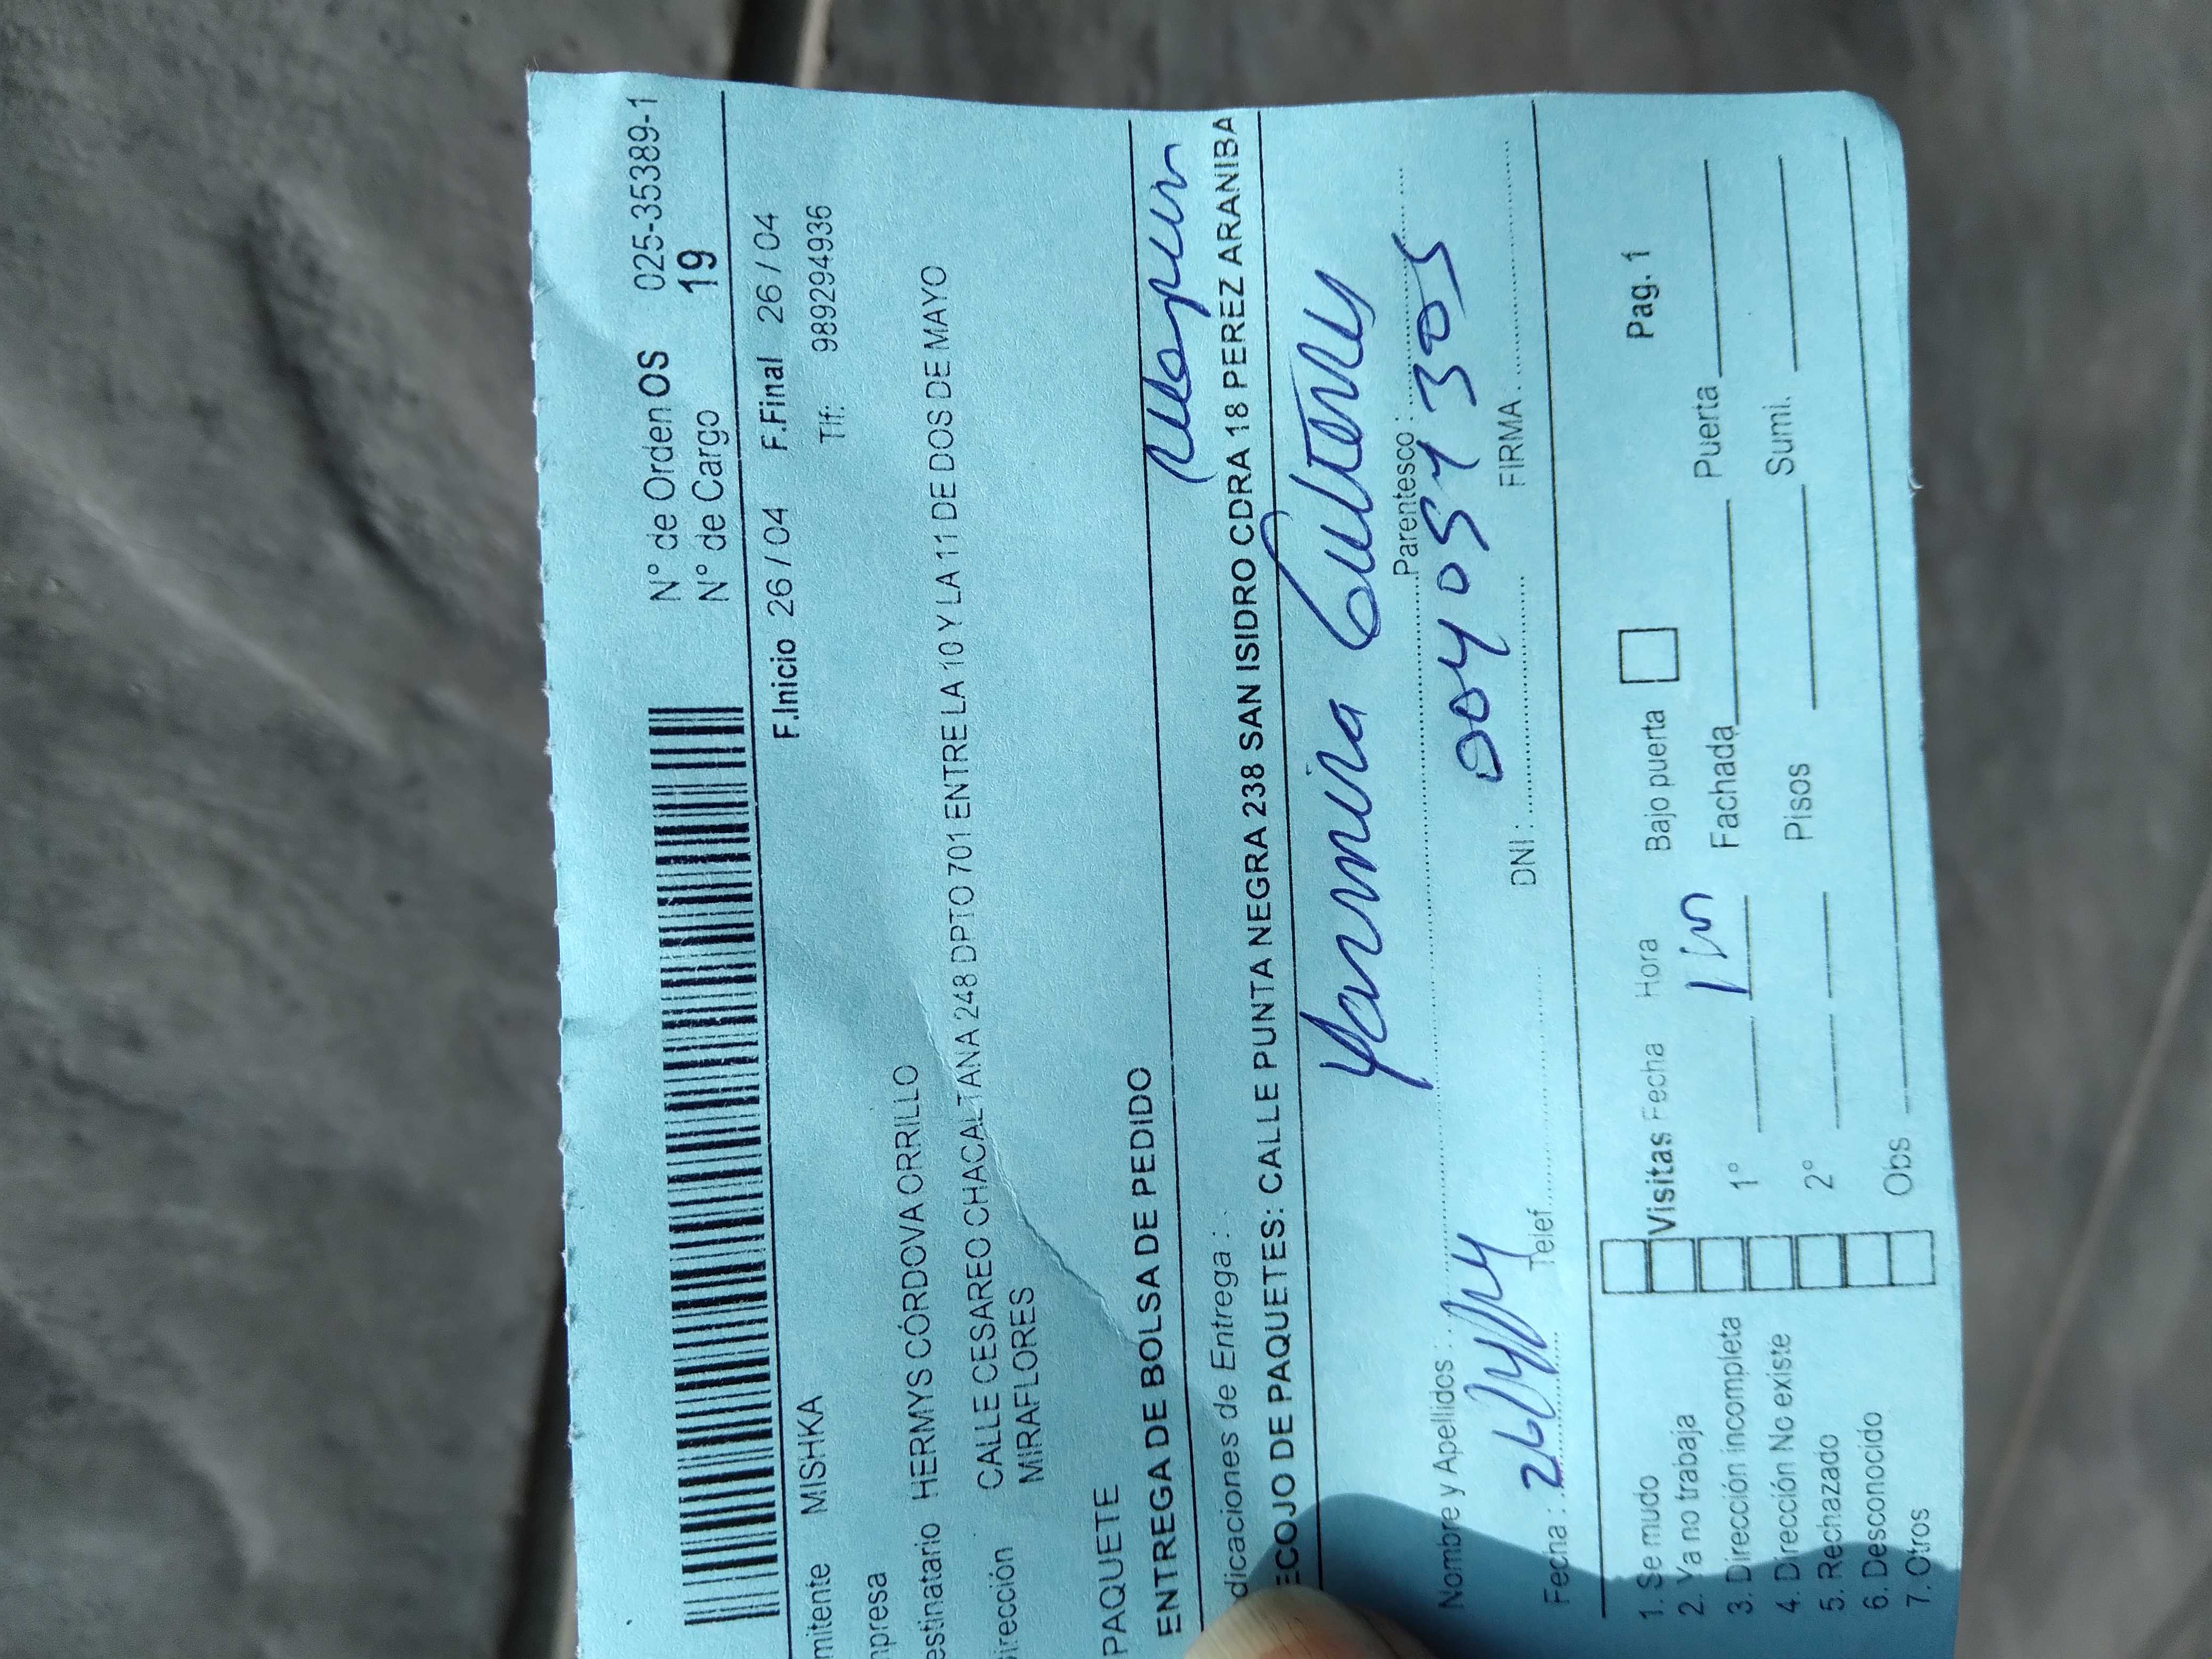 N° de Orden OS 025-35389-1
N° de Cargo 19
F.Inicio 26 / 04 F.Final 26 / 04
mitente MISHKA Tlf: 989294936
npresa
estinatario HERMYS CÓRDOVA ORRILLO
irección CALLE CESAREO CHACALTANA 248 DPTO 701 ENTRE LA 10 Y LA 11 DE DOS DE MAYO
MIRAFLORES
PAQUETE
ENTREGA DE BOLSA DE PEDIDO
dicaciones de Entrega :
ECOJO DE PAQUETES: CALLE PUNTA NEGRA 238 SAN ISIDRO CDRA 18 PEREZ ARANIBA
Yarmira
Nombre y Apellidos : Parentesco :
26/4/24 004057305
Fecha : Telef. DNI : FIRMA.
1. Se mudo Visitas Fecha Hora Bajo puerta Pag. 1
2. Ya no trabaja
3. Dirección incompleta 1° Fachada Puerta
4. Dirección No existe
5. Rechazado 2° Pisos Sumi.
6. Desconocido
7. Otros Obs